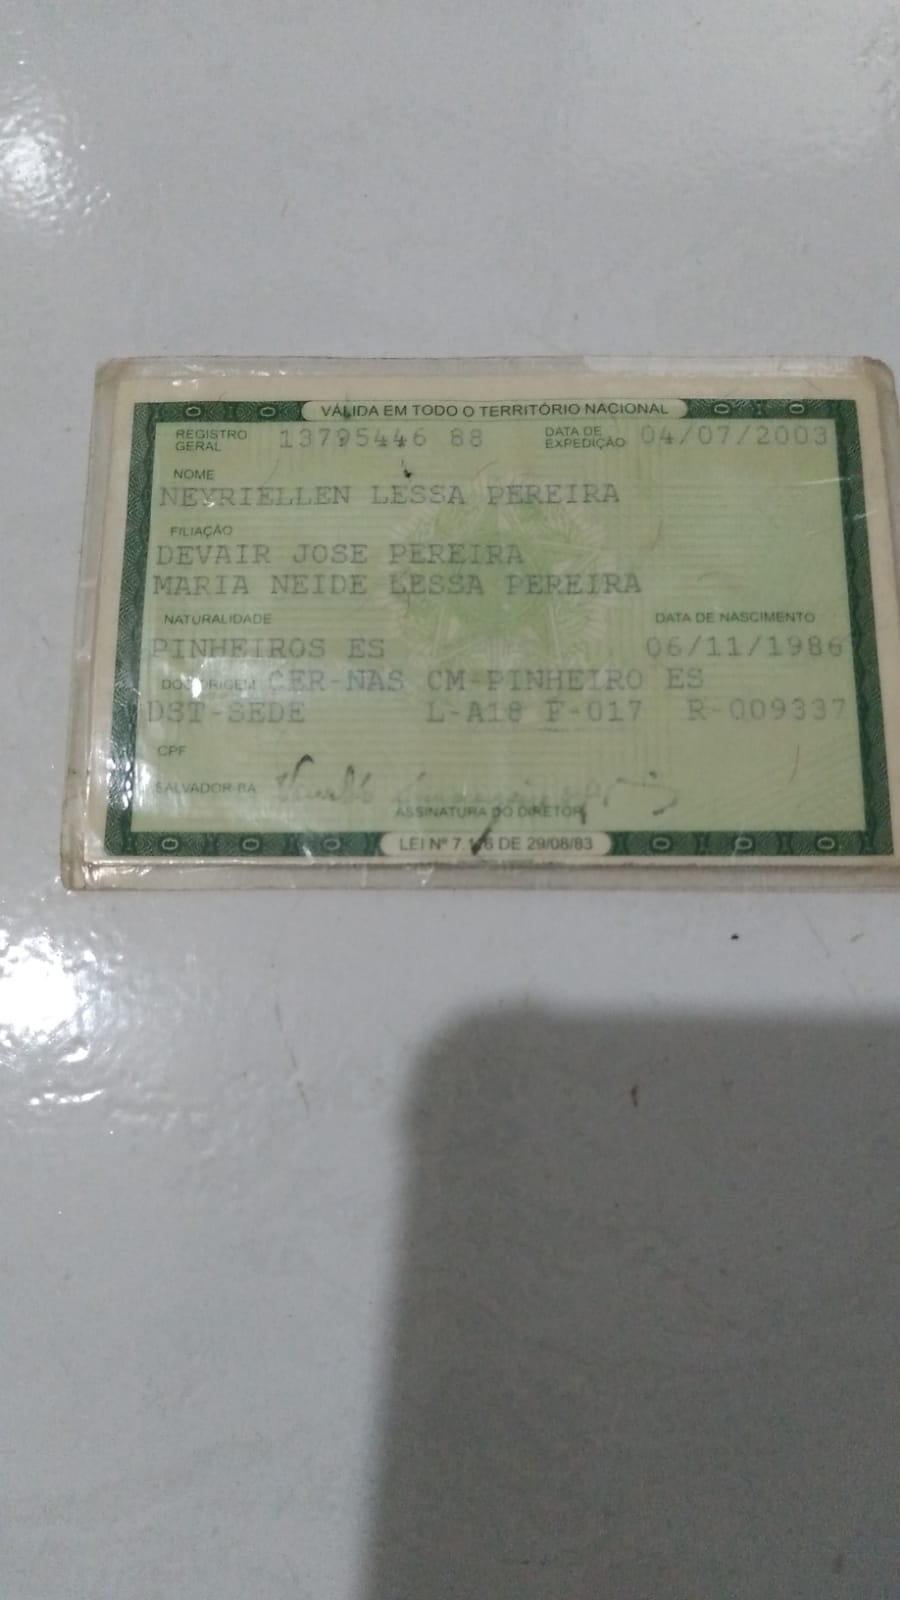 VÁLIDA EM TODO O TERRITÓRIO NACIONAL
REGISTRO GERAL 13795446 88 DATA DE EXPEDIÇÃO 04/07/2003
NOME
NEYRIELLEN LESSA PEREIRA
FILIAÇÃO
DEVAIR JOSE PEREIRA
MARIA NEIDE LESSA PEREIRA
NATURALIDADE DATA DE NASCIMENTO
PINHEIROS ES 06/11/1986
DOC ORIGEM CER-NAS CM-PINHEIRO ES
DST-SEDE L-A18 F-017 R-009337
CPF
SALVADOR-BA
ASSINATURA DO DIRETOR
LEI Nº 7.116 DE 29/08/83